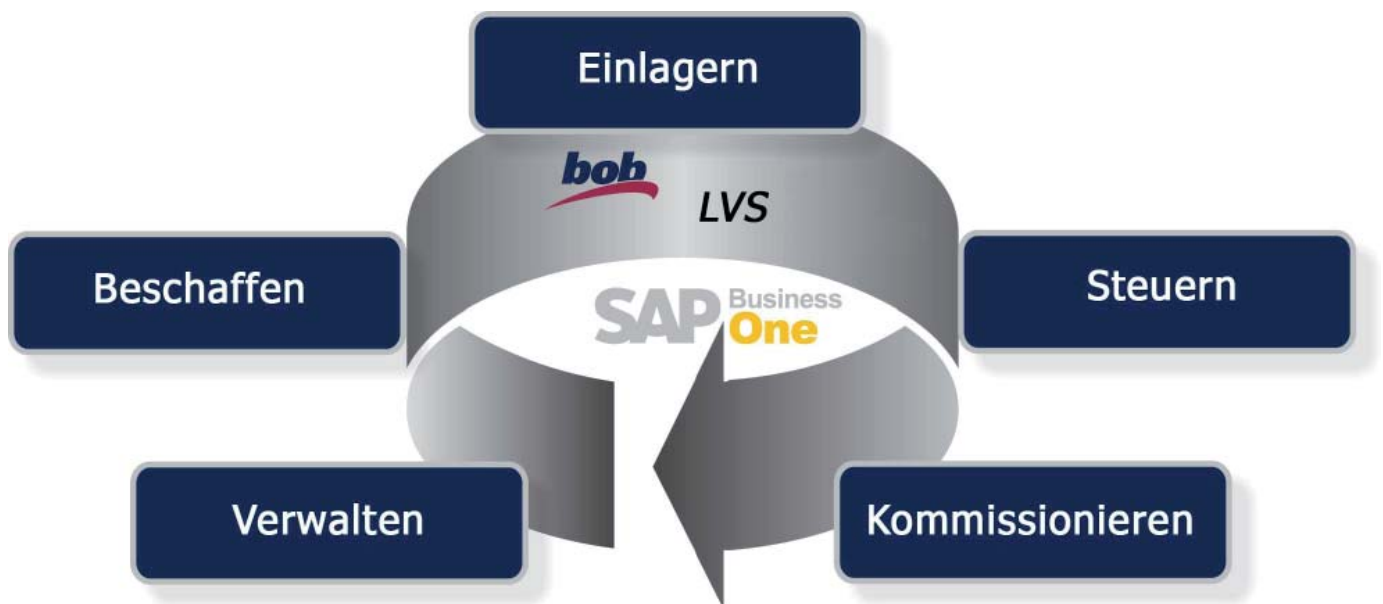 Einlagern
bob
LVS
Beschaffen
Steuern
SAP Business
One
Verwalten
Kommissionieren